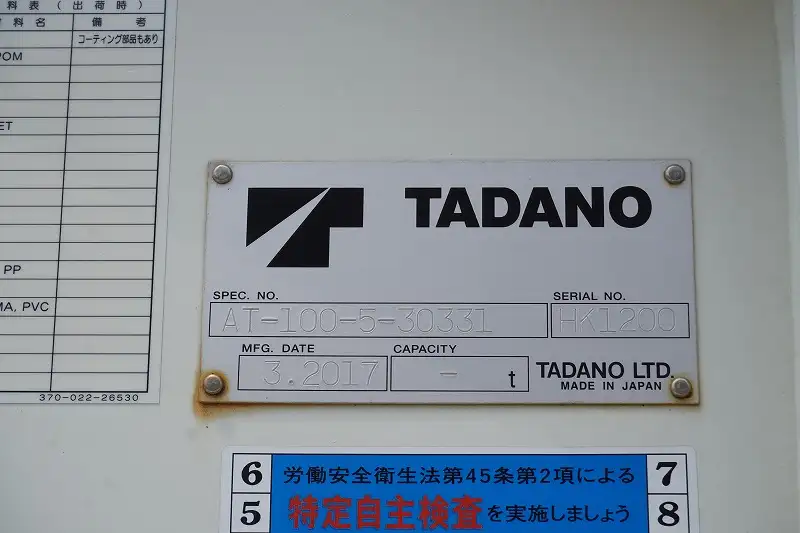 料表(出荷時)
料名 備考
コーティング部品もあり
POM
ET
PP
MA, PVC
370-022-26530
TADANO
SPEC. NO. SERIAL NO.
AT-100-5-30331 HK1200
MFG. DATE CAPACITY
3.2017 - t TADANO LTD.
MADE IN JAPAN
6 労働安全衛生法第45条第2項による 7
5 特定自主検査を実施しましょう 8